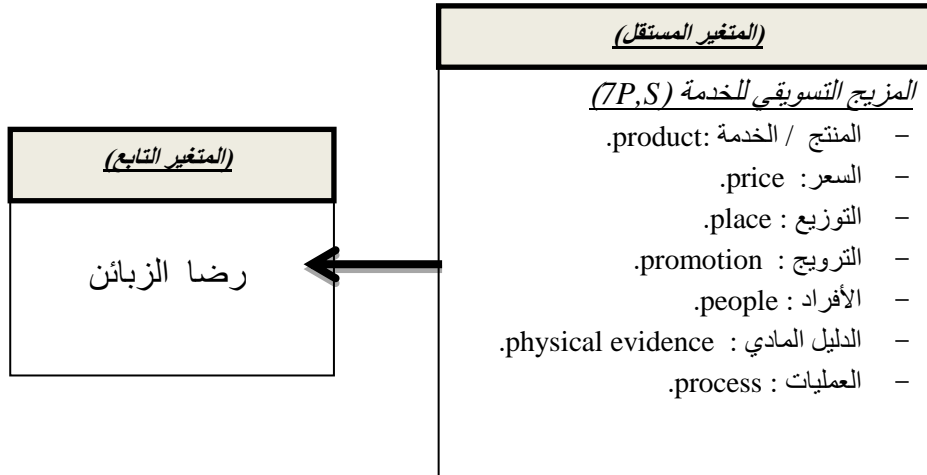 (المتغير المستقل)
المزيج التسويقي للخدمة (7P,S)
- المنتج / الخدمة :product.
- السعر: price.
- التوزيع : place.
- الترويج : promotion.
- الأفراد : people.
- الدليل المادي : physical evidence.
- العمليات : process.
(المتغير التابع)
رضا الزبائن